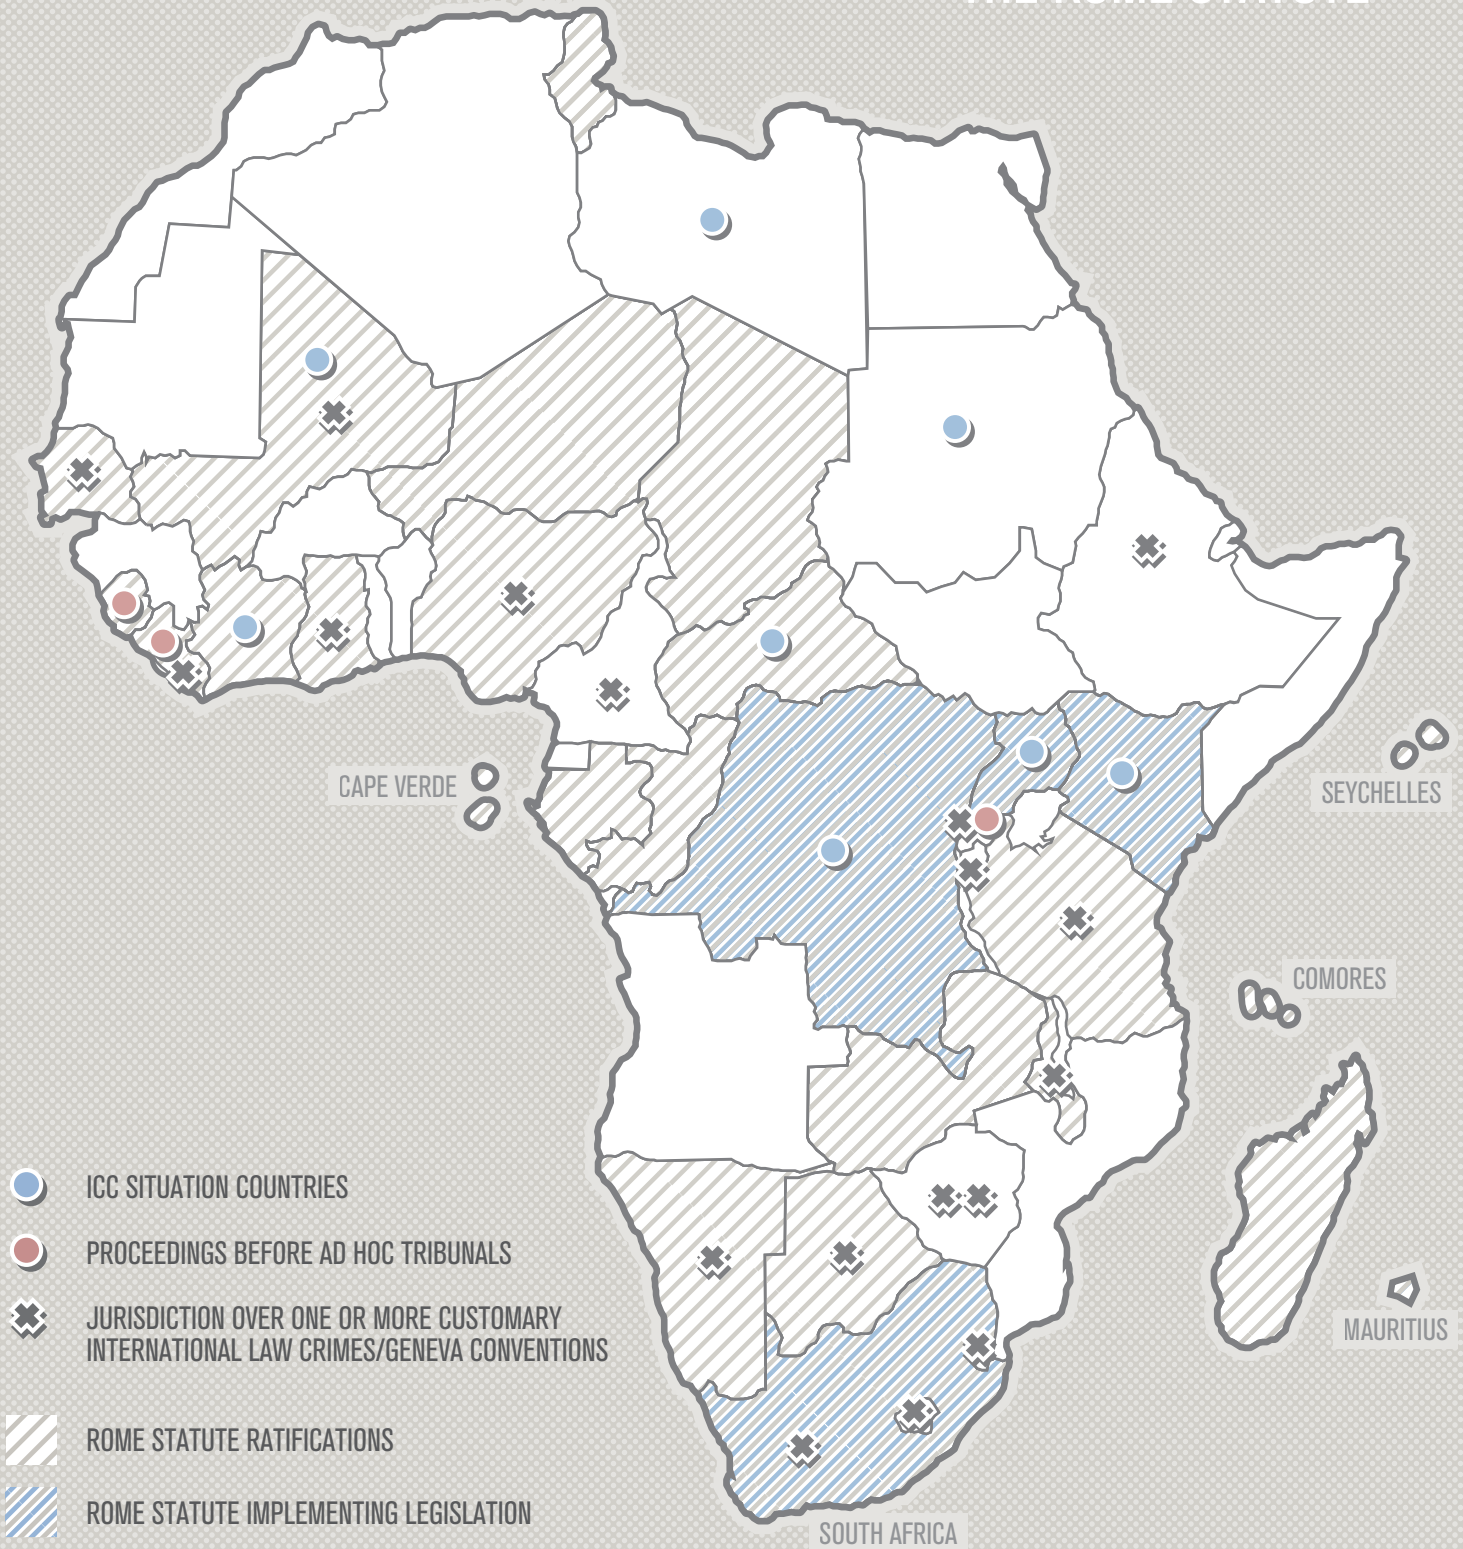 CAPE VERDE
SEYCHELLES
COMORES
MAURITIUS
SOUTH AFRICA
ICC SITUATION COUNTRIES
PROCEEDINGS BEFORE AD HOC TRIBUNALS
JURISDICTION OVER ONE OR MORE CUSTOMARY
INTERNATIONAL LAW CRIMES/GENEVA CONVENTIONS
ROME STATUTE RATIFICATIONS
ROME STATUTE IMPLEMENTING LEGISLATION